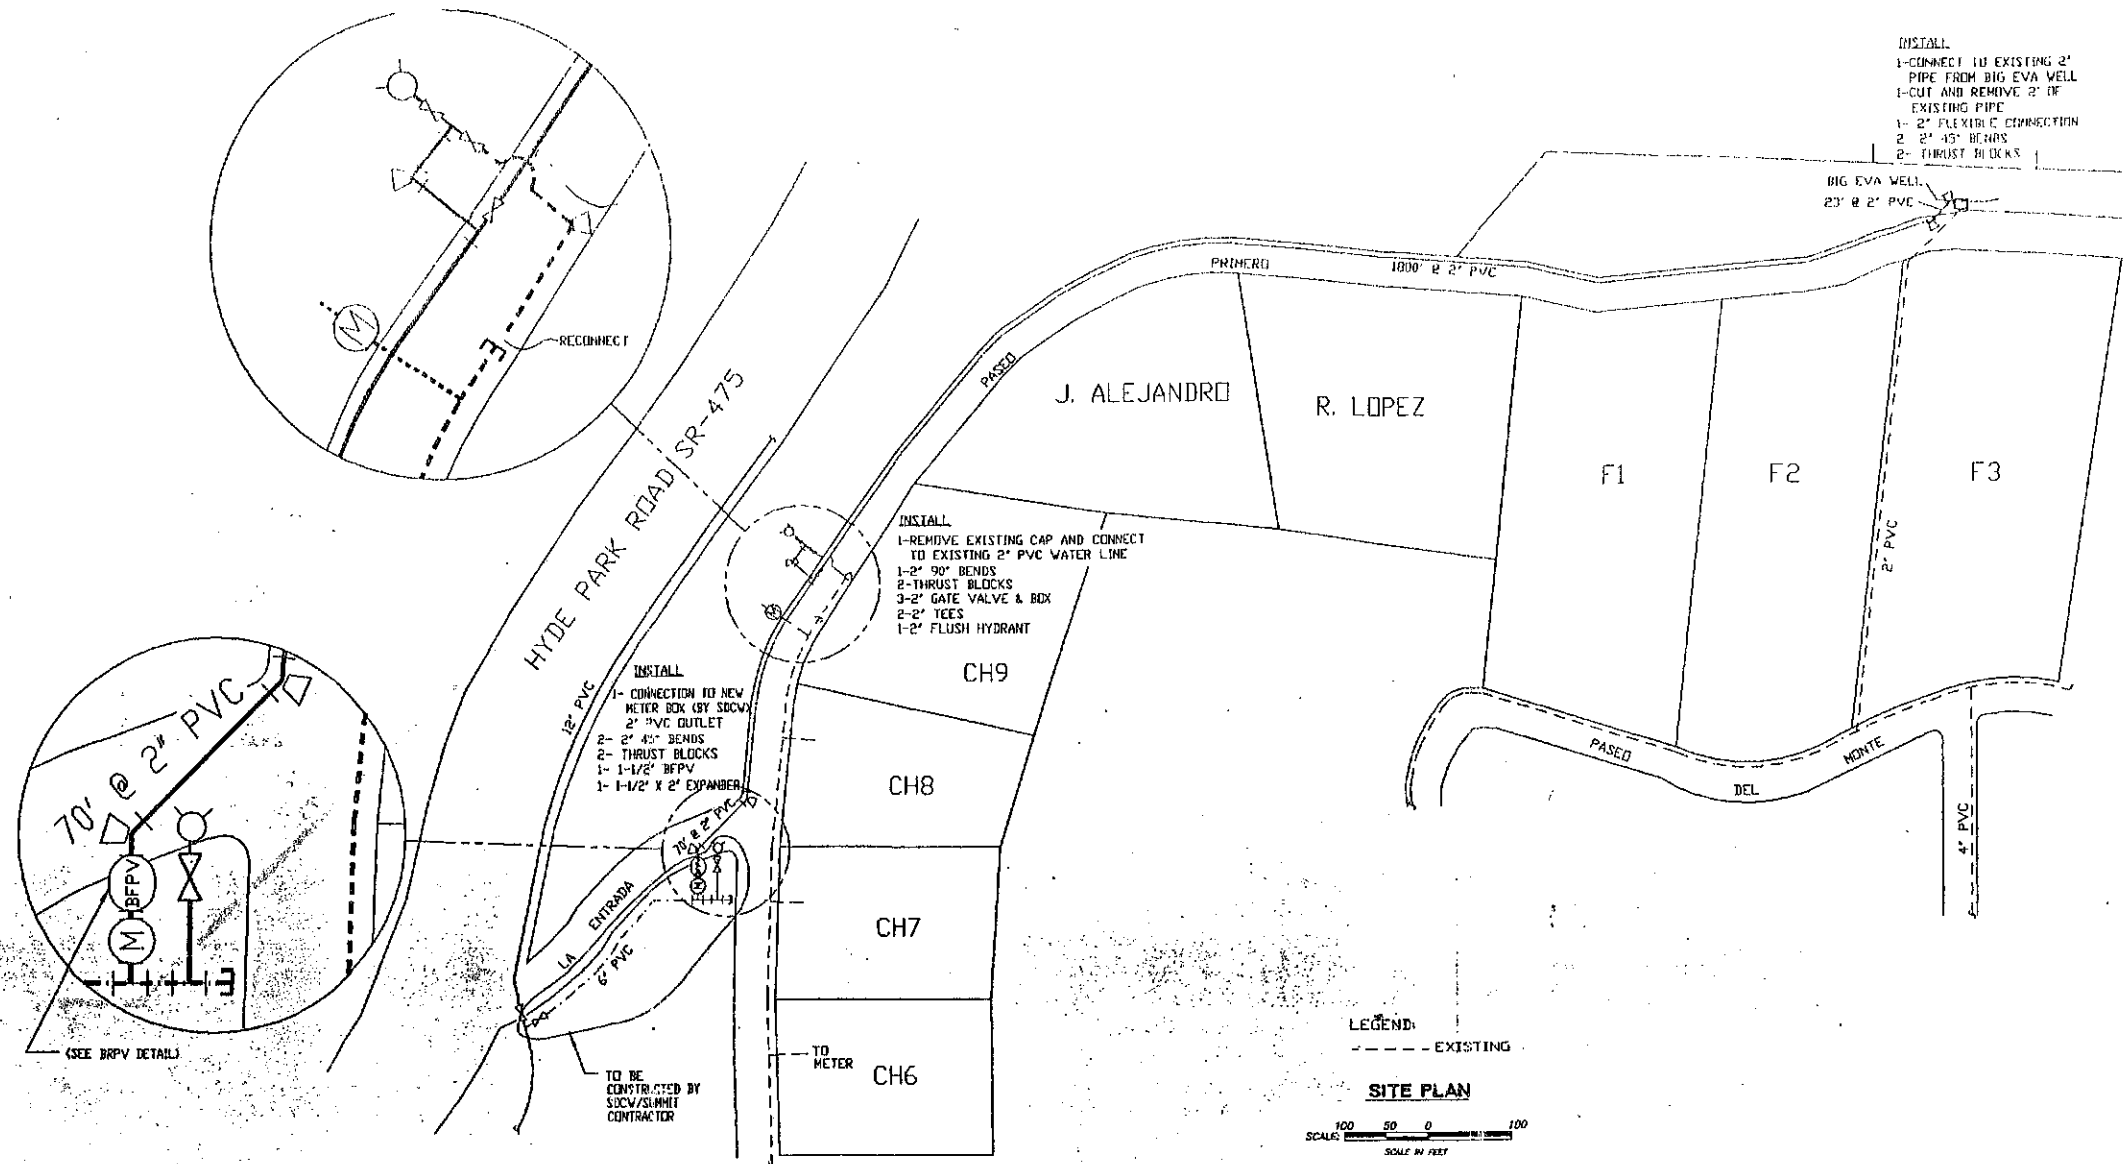 INSTALL
1-CONNECT TO EXISTING 2"
PIPE FROM BIG EVA WELL
1-CUT AND REMOVE 2' OF
EXISTING PIPE
1- 2" FLEXIBLE CONNECTION
2 2" 45° BENDS
2- THRUST BLOCKS
BIG EVA WELL
23' @ 2" PVC
PRIMERO
1800' @ 2" PVC
PASEO
J. ALEJANDRO
R. LOPEZ
F1
F2
F3
2" PVC
M
RECONNECT
HYDE PARK ROAD SR-475
12" PVC
INSTALL
1-REMOVE EXISTING CAP AND CONNECT
TO EXISTING 2" PVC WATER LINE
1-2" 90° BENDS
2-THRUST BLOCKS
3-2" GATE VALVE & BOX
2-2" TEES
1-2" FLUSH HYDRANT
M
CH9
INSTALL
1- CONNECTION TO NEW
METER BOX (BY SDCW)
2" PVC OUTLET
2- 2" 45° BENDS
2- THRUST BLOCKS
1- 1-1/2" BFPV
1- 1-1/2" X 2" EXPANDER
70' @ 2" PVC
BFPV
M
(SEE BRPV DETAIL)
70' @ 2" PVC
M
CH8
CH7
CH6
LA ENTRADA
6" PVC
TO
METER
TO BE
CONSTRUCTED BY
SDCW/SUMMIT
CONTRACTOR
PASEO
DEL
MONTE
4" PVC
LEGEND:
EXISTING
SITE PLAN
100 50 0 100
SCALE:
SCALE IN FEET